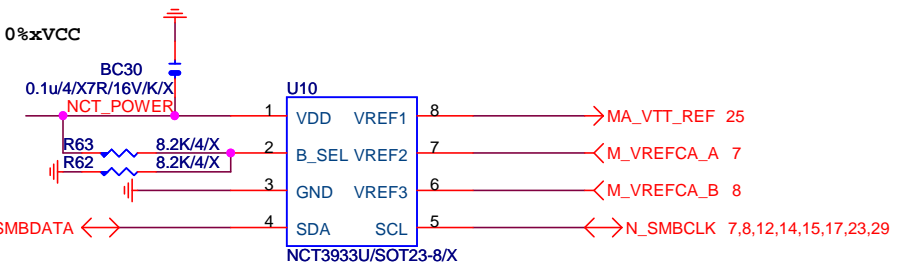 0%xVCC
BC30
0.1u/4/X7R/16V/K/X
NCT_POWER
U10
1 VDD VREF1 8 MA_VTT_REF 25
R63 8.2K/4/X
2 B_SEL VREF2 7 M_VREFCA_A 7
R62 8.2K/4/X
3 GND VREF3 6 M_VREFCA_B 8
SMBDATA 4 SDA SCL 5 N_SMBCLK 7,8,12,14,15,17,23,29
NCT3933U/SOT23-8/X